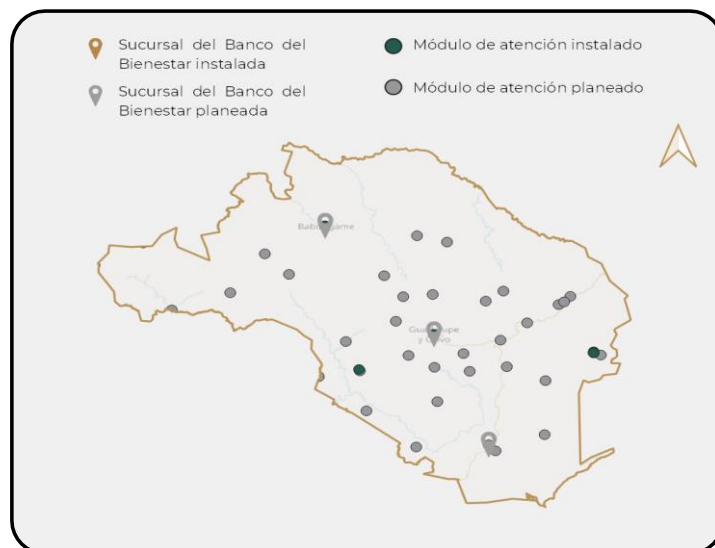 Sucursal del Banco del
Bienestar instalada
Sucursal del Banco del
Bienestar planeada
Módulo de atención instalado
Módulo de atención planeado
y